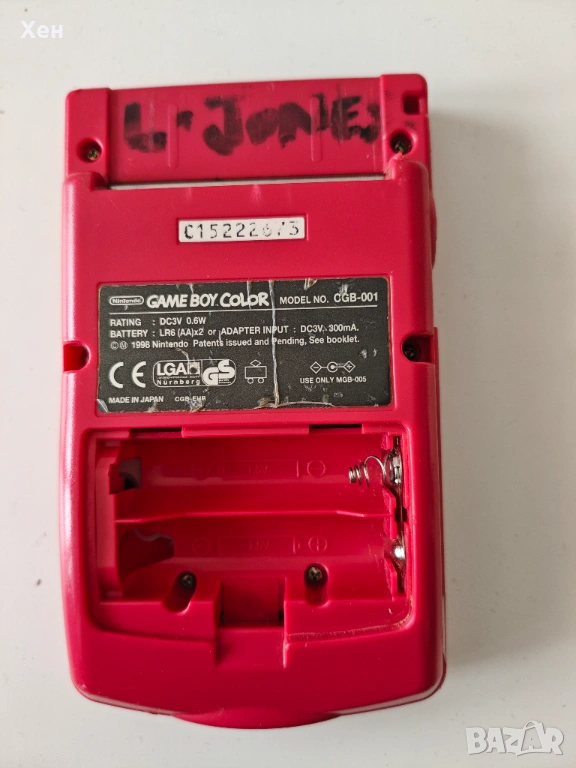 Хен
L JONES
C15222673
Nintendo GAME BOY COLOR MODEL NO. CGB-001
RATING : DC3V 0.6W
BATTERY : LR6 (AA)x2 or ADAPTER INPUT : DC3V 300mA.
©Ⓜ 1998 Nintendo Patents issued and Pending, See booklet.
CE LGA GS
Nürnberg
USE ONLY MGB-005
MADE IN JAPAN CGB-EUR
BAZAR